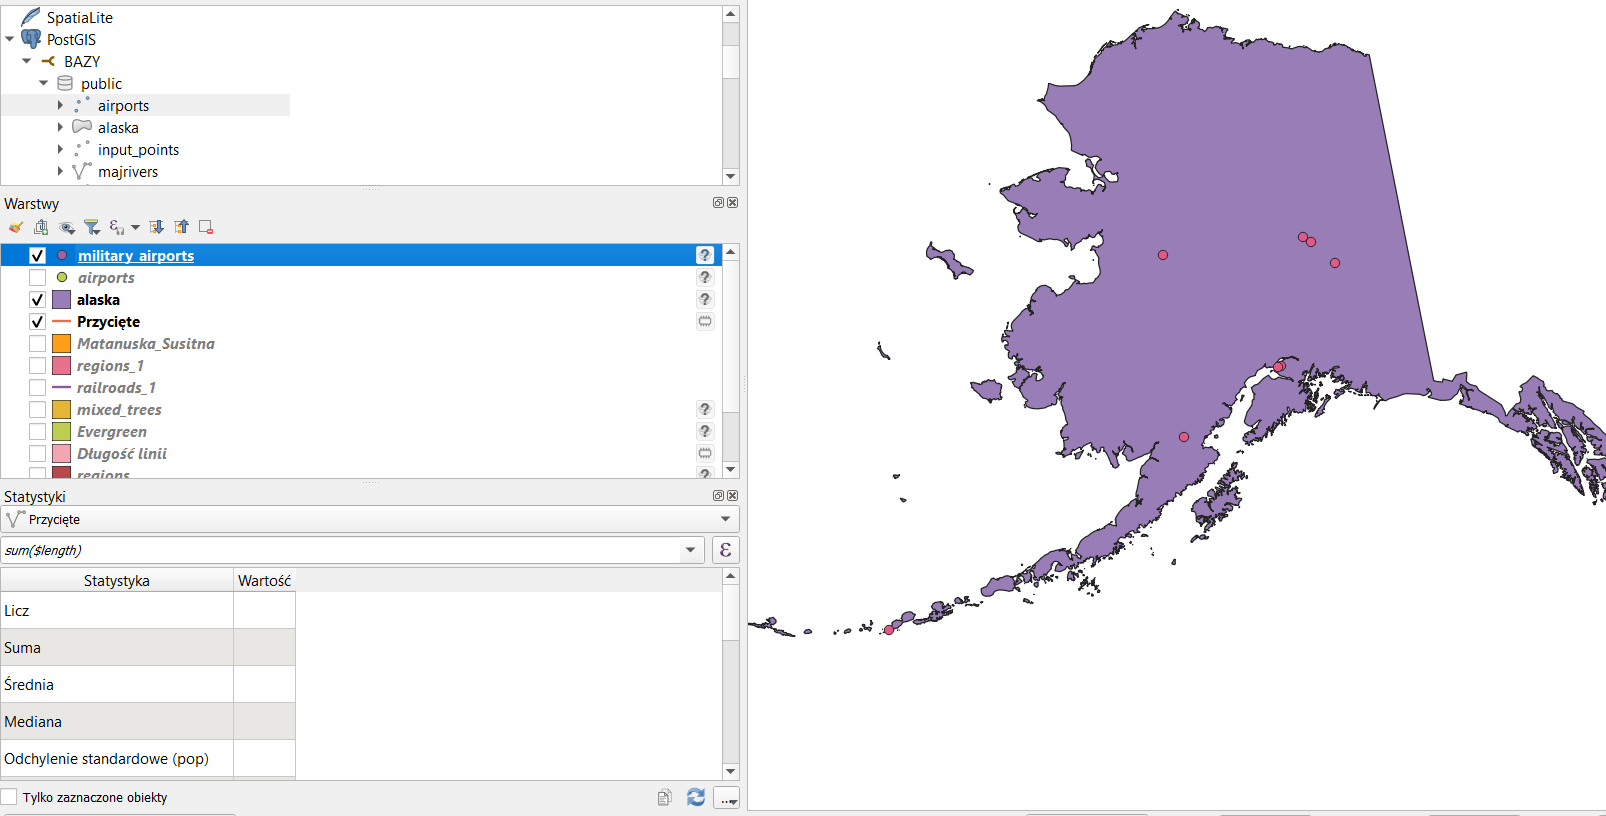 SpatiaLite
PostGIS
BAZY
public
airports
alaska
input_points
majrivers
Warstwy
military_airports
airports
alaska
Przycięte
Matanuska_Susitna
regions_1
railroads_1
mixed_trees
Evergreen
Długość linii
regions
Statystyki
Przycięte
sum($length)
ε
Statystyka Wartość
Licz
Suma
Średnia
Mediana
Odchylenie standardowe (pop)
Tylko zaznaczone obiekty
...